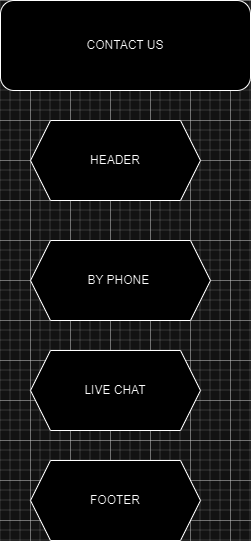 CONTACT US
HEADER
BY PHONE
LIVE CHAT
FOOTER